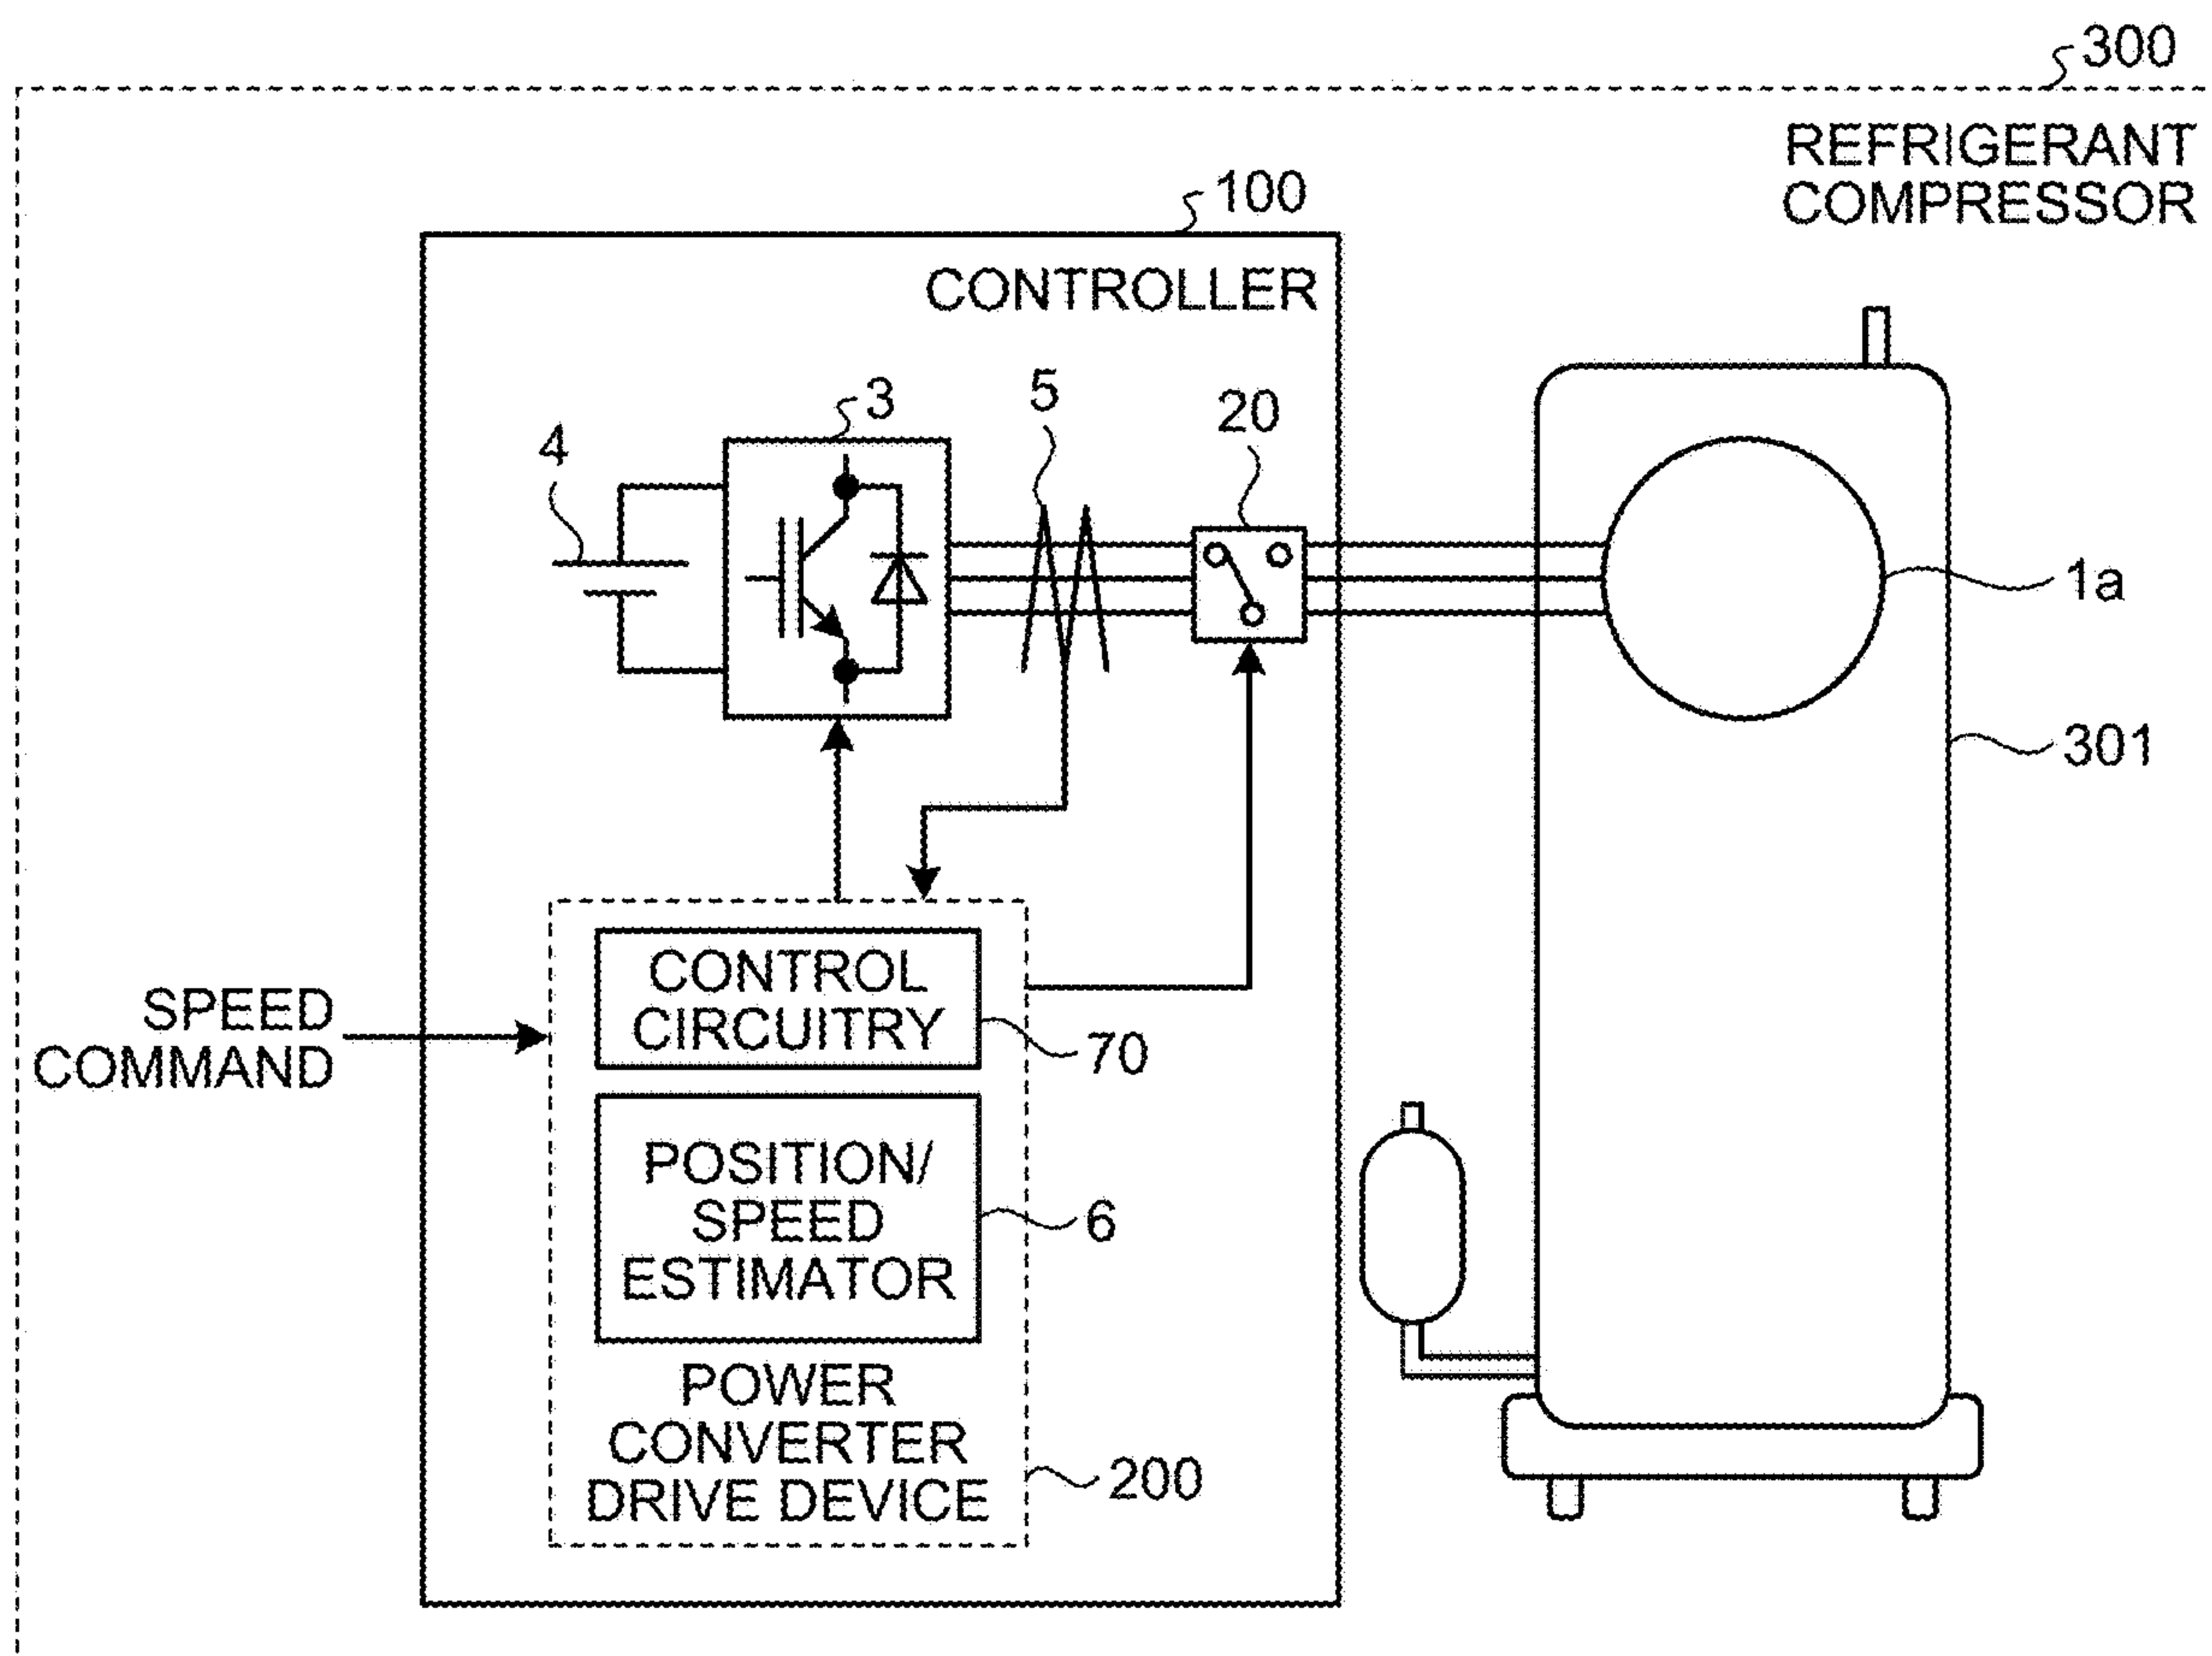 300
REFRIGERANT
COMPRESSOR
100
CONTROLLER
3
5
20
4
1a
301
SPEED
COMMAND
CONTROL
CIRCUITRY
70
POSITION/
SPEED
ESTIMATOR
6
POWER
CONVERTER
DRIVE DEVICE
200